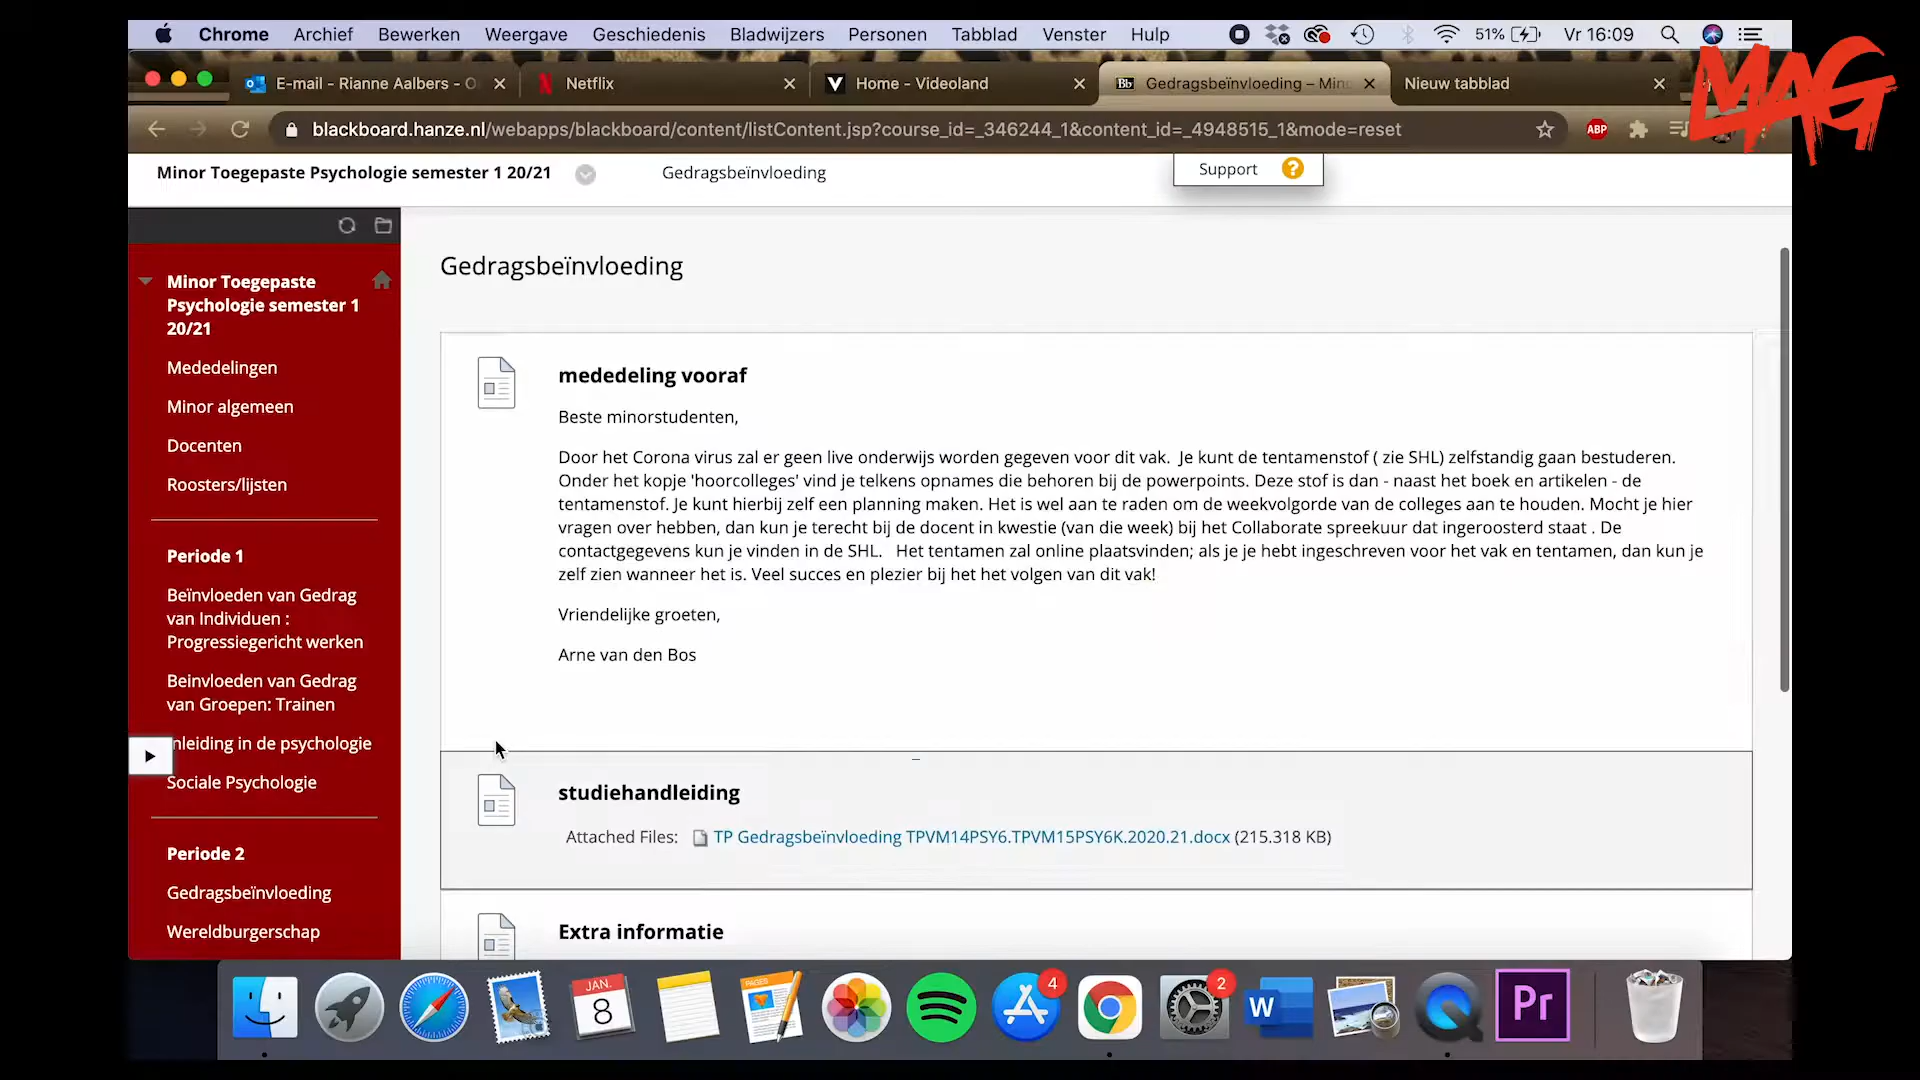 Chrome Archief Bewerken Weergave Geschiedenis Bladwijzers Personen Tabblad Venster Hulp 51% Vr 16:09
MAG
E-mail - Rianne Aalbers - O
Netflix
Home - Videoland
Bb Gedragsbeïnvloeding – Min
Nieuw tabblad
blackboard.hanze.nl/webapps/blackboard/content/listContent.jsp?course_id=_346244_1&content_id=_4948515_1&mode=reset
ABP
Minor Toegepaste Psychologie semester 1 20/21
Gedragsbeïnvloeding
Support ?
Minor Toegepaste
Psychologie semester 1
20/21
Mededelingen
Minor algemeen
Docenten
Roosters/lijsten
Periode 1
Beïnvloeden van Gedrag
van Individuen :
Progressiegericht werken
Beinvloeden van Gedrag
van Groepen: Trainen
nleiding in de psychologie
Sociale Psychologie
Periode 2
Gedragsbeïnvloeding
Wereldburgerschap
Gedragsbeïnvloeding
mededeling vooraf
Beste minorstudenten,
Door het Corona virus zal er geen live onderwijs worden gegeven voor dit vak. Je kunt de tentamenstof ( zie SHL) zelfstandig gaan bestuderen.
Onder het kopje 'hoorcolleges' vind je telkens opnames die behoren bij de powerpoints. Deze stof is dan - naast het boek en artikelen - de
tentamenstof. Je kunt hierbij zelf een planning maken. Het is wel aan te raden om de weekvolgorde van de colleges aan te houden. Mocht je hier
vragen over hebben, dan kun je terecht bij de docent in kwestie (van die week) bij het Collaborate spreekuur dat ingeroosterd staat . De
contactgegevens kun je vinden in de SHL. Het tentamen zal online plaatsvinden; als je je hebt ingeschreven voor het vak en tentamen, dan kun je
zelf zien wanneer het is. Veel succes en plezier bij het het volgen van dit vak!
Vriendelijke groeten,
Arne van den Bos
studiehandleiding
Attached Files: TP Gedragsbeïnvloeding TPVM14PSY6.TPVM15PSY6K.2020.21.docx (215.318 KB)
Extra informatie
JAN.
8
PAGES
4
2
W
Pr